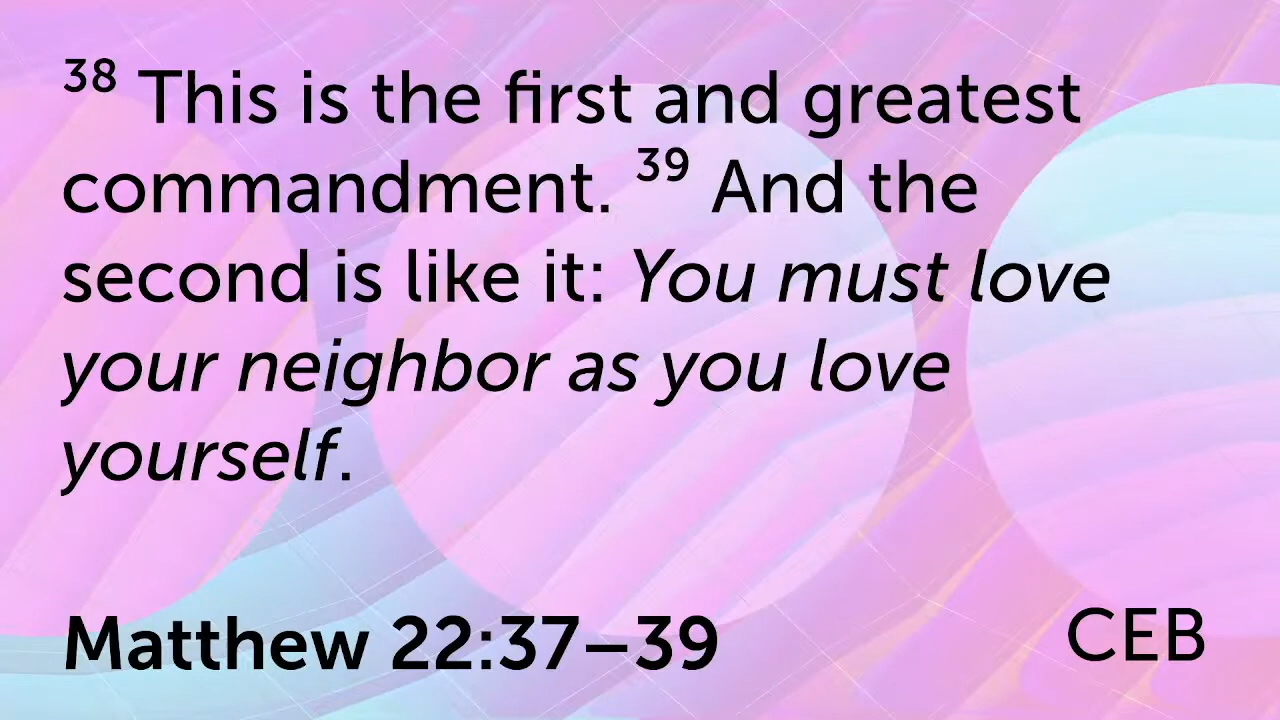 38 This is the first and greatest
commandment. 39 And the
second is like it: You must love
your neighbor as you love
yourself.
Matthew 22:37–39
CEB